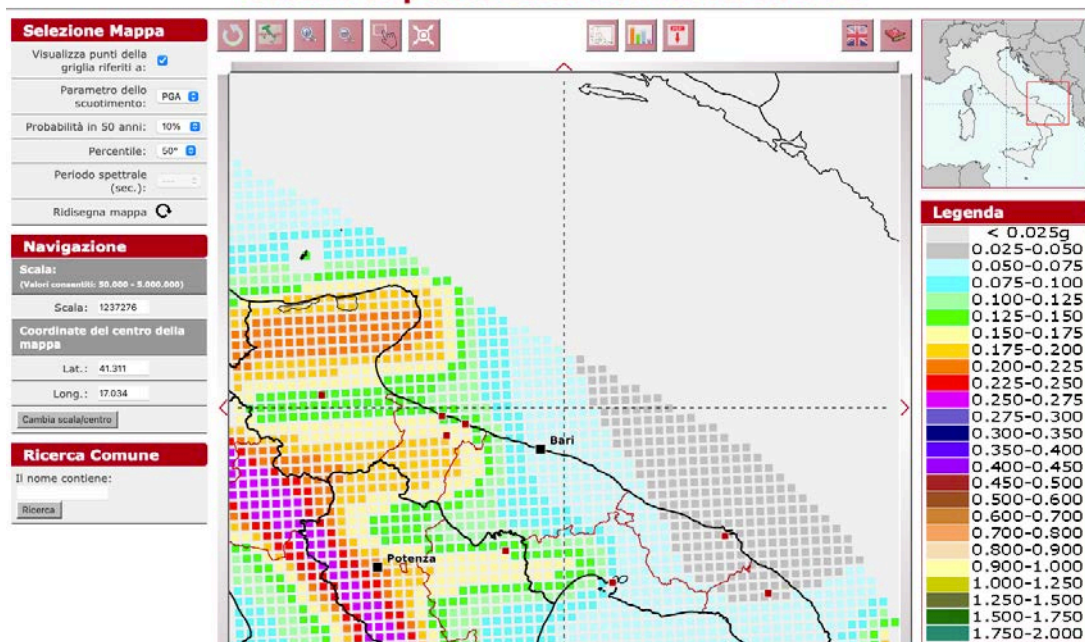 Selezione Mappa
Visualizza punti della
griglia riferiti a:
Parametro dello
scuotimento:
PGA
Probabilità in 50 anni:
10%
Percentile:
50°
Periodo spettrale
(sec.):
---
Ridisegna mappa
Navigazione
Scala:
(Valori consentiti: 50.000 - 5.000.000)
Scala:
1237276
Coordinate del centro della
mappa
Lat.:
41.311
Long.:
17.034
Cambia scala/centro
Ricerca Comune
Il nome contiene:
Ricerca
Bari
Potenza
Legenda
< 0.025g
0.025-0.050
0.050-0.075
0.075-0.100
0.100-0.125
0.125-0.150
0.150-0.175
0.175-0.200
0.200-0.225
0.225-0.250
0.250-0.275
0.275-0.300
0.300-0.350
0.350-0.400
0.400-0.450
0.450-0.500
0.500-0.600
0.600-0.700
0.700-0.800
0.800-0.900
0.900-1.000
1.000-1.250
1.250-1.500
1.500-1.750
1.750-2.000